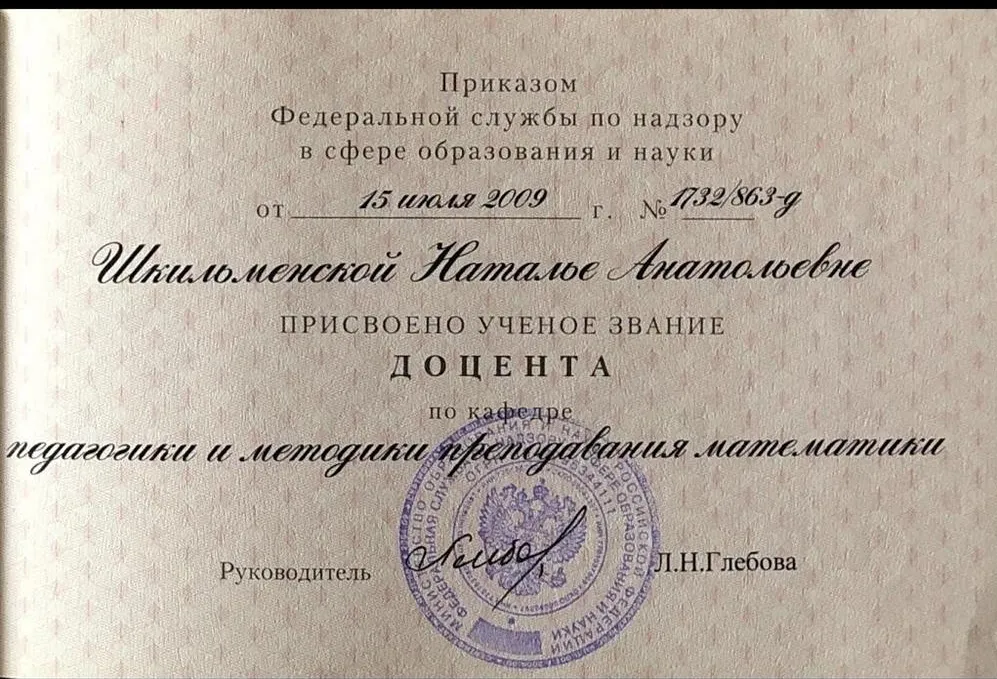 Приказом
Федеральной службы по надзору
в сфере образования и науки
от 15 июля 2009 г. № 1732/863-д
Шкильменской Наталье Анатольевне
ПРИСВОЕНО УЧЕНОЕ ЗВАНИЕ
ДОЦЕНТА
по кафедре
педагогики и методики преподавания математики
Руководитель Л.Н.Глебова